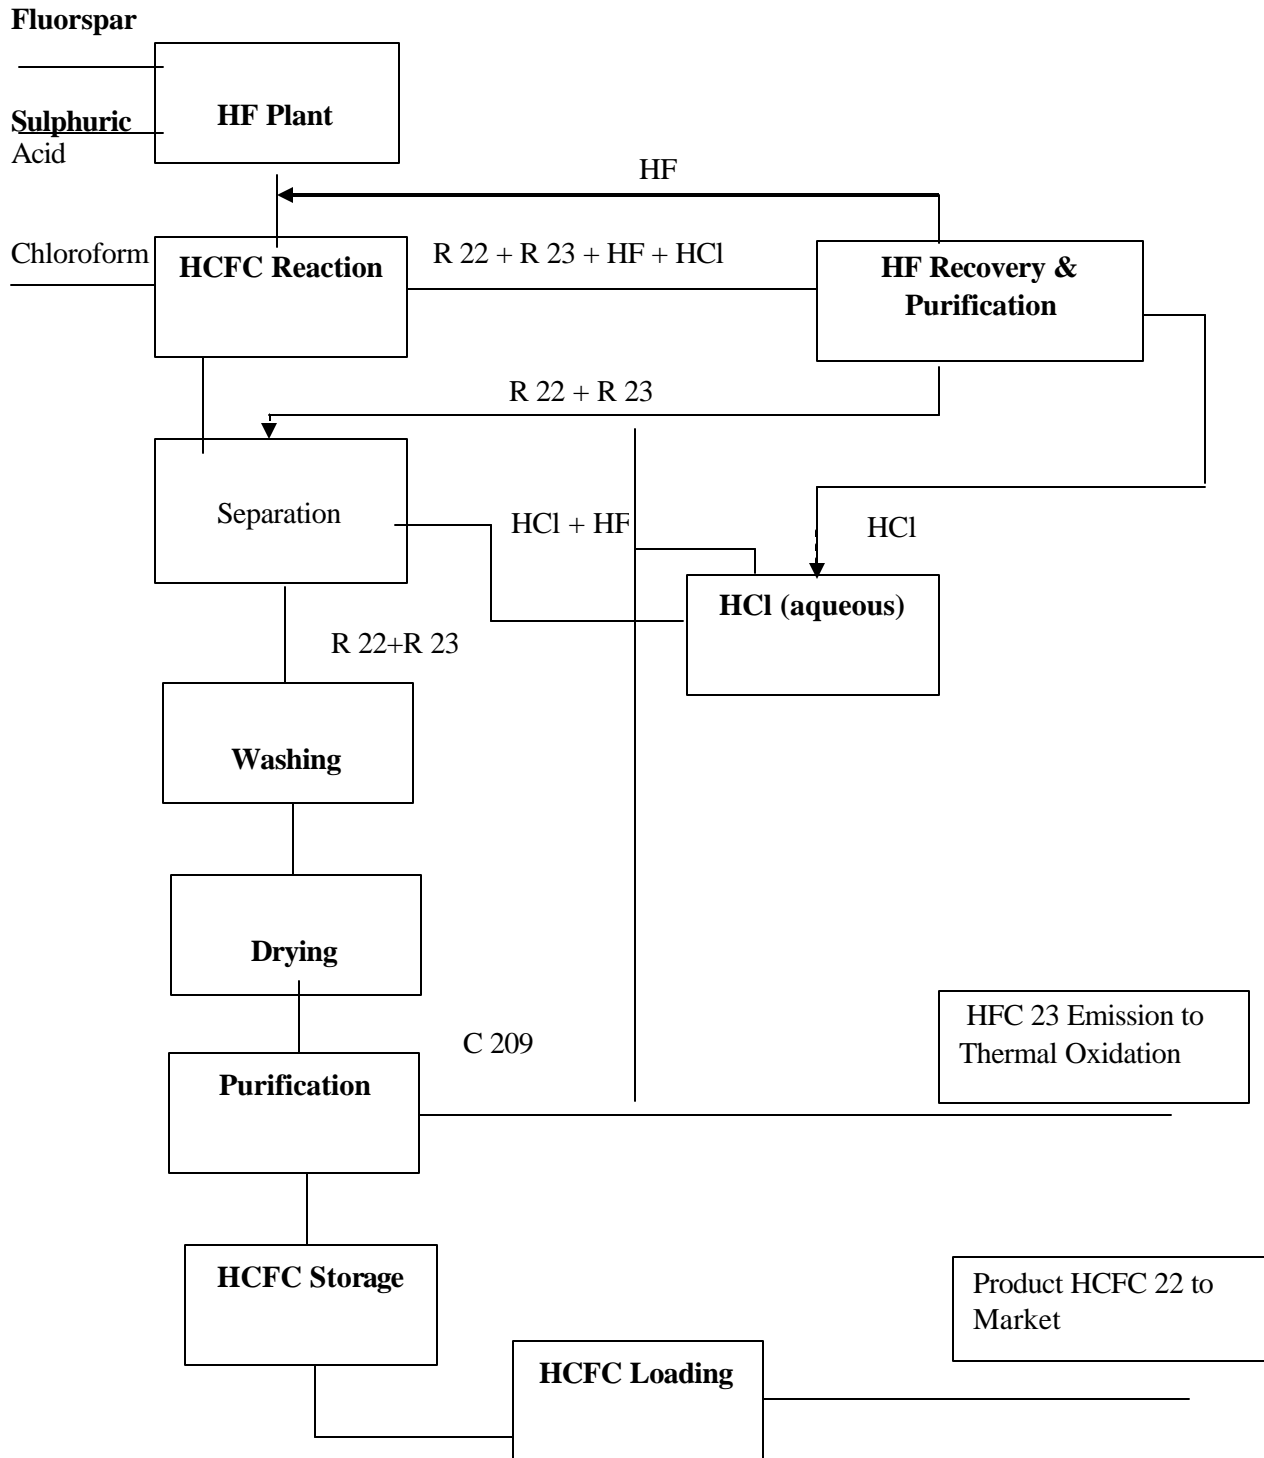 Fluorspar
HF Plant
Sulphuric
Acid
HF
Chloroform
HCFC Reaction
R 22 + R 23 + HF + HCl
HF Recovery &
Purification
R 22 + R 23
Separation
HCl + HF
HCl
HCl (aqueous)
R 22+R 23
Washing
Drying
HFC 23 Emission to
Thermal Oxidation
C 209
Purification
HCFC Storage
Product HCFC 22 to
Market
HCFC Loading